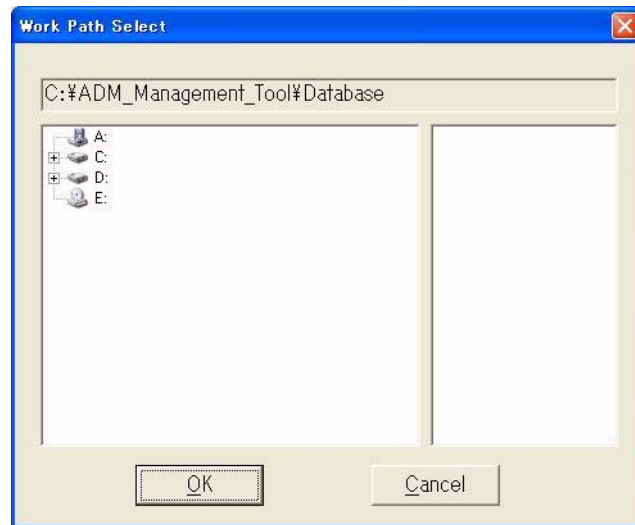 Work Path Select
C:¥ADM_Management_Tool¥Database
A:
C:
D:
E:
OK
Cancel